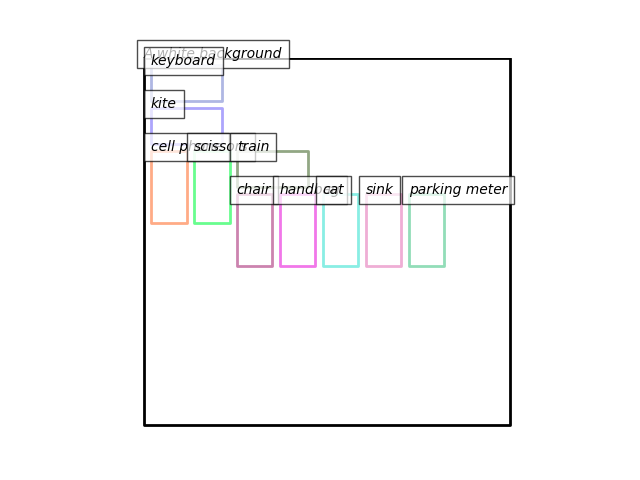 A white background
keyboard
kite
cell phone
scissors
train
chair
handbag
cat
sink
parking meter